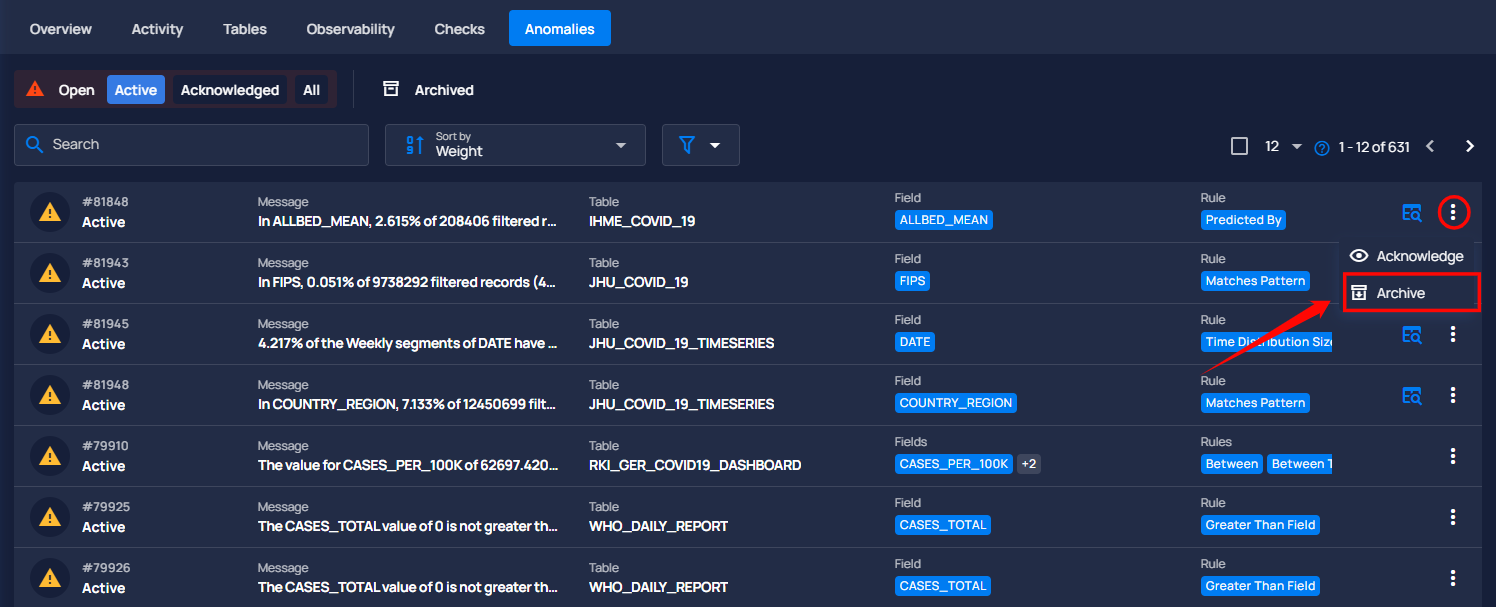 Overview Activity Tables Observability Checks Anomalies
Open Active Acknowledged All Archived
Search
Sort by
Weight
12 1 - 12 of 631
#81848 Message Table Field Rule
Active In ALLBED_MEAN, 2.615% of 208406 filtered r... IHME_COVID_19 ALLBED_MEAN Predicted By
Acknowledge
#81943 Message Table Field Rule
Active In FIPS, 0.051% of 9738292 filtered records (4... JHU_COVID_19 FIPS Matches Pattern
Archive
#81945 Message Table Field Rule
Active 4.217% of the Weekly segments of DATE have ... JHU_COVID_19_TIMESERIES DATE Time Distribution Size
#81948 Message Table Field Rule
Active In COUNTRY_REGION, 7.133% of 12450699 filt... JHU_COVID_19_TIMESERIES COUNTRY_REGION Matches Pattern
#79910 Message Table Fields Rules
Active The value for CASES_PER_100K of 62697.420... RKI_GER_COVID19_DASHBOARD CASES_PER_100K +2 Between Between T
#79925 Message Table Field Rule
Active The CASES_TOTAL value of 0 is not greater th... WHO_DAILY_REPORT CASES_TOTAL Greater Than Field
#79926 Message Table Field Rule
Active The CASES_TOTAL value of 0 is not greater th... WHO_DAILY_REPORT CASES_TOTAL Greater Than Field